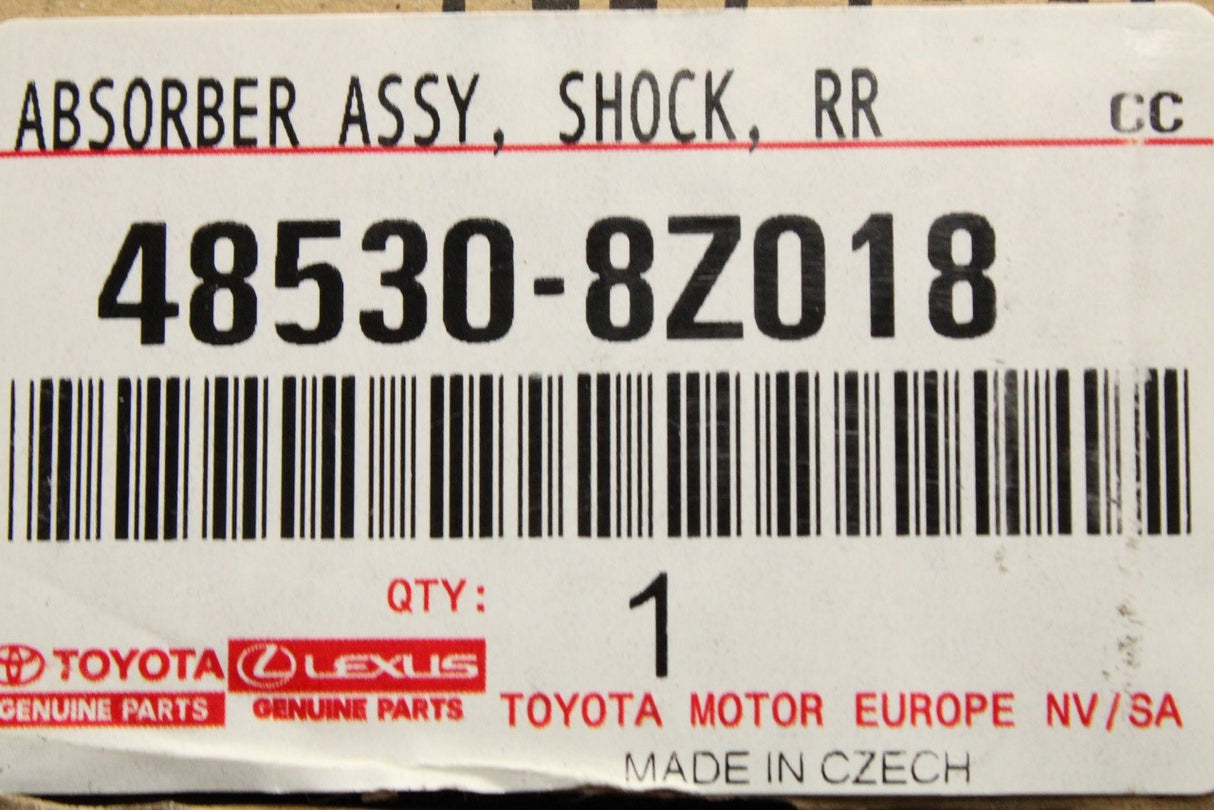 ABSORBER ASSY, SHOCK, RR CC
48530-8Z018
QTY: 1
TOYOTA LEXUS
GENUINE PARTS GENUINE PARTS TOYOTA MOTOR EUROPE NV/SA
MADE IN CZECH